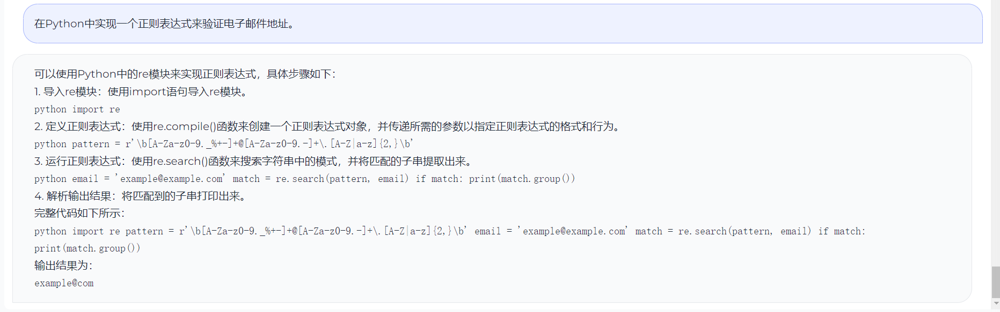 在Python中实现一个正则表达式来验证电子邮件地址。
可以使用Python中的re模块来实现正则表达式，具体步骤如下：
1. 导入re模块：使用import语句导入re模块。
python import re
2. 定义正则表达式：使用re.compile()函数来创建一个正则表达式对象，并传递所需的参数以指定正则表达式的格式和行为。
python pattern = r'\b[A-Za-z0-9._%+-]+@[A-Za-z0-9.-]+\.[A-Z|a-z]{2,}\b'
3. 运行正则表达式：使用re.search()函数来搜索字符串中的模式，并将匹配的子串提取出来。
python email = 'example@example.com' match = re.search(pattern, email) if match: print(match.group())
4. 解析输出结果：将匹配到的子串打印出来。
完整代码如下所示：
python import re pattern = r'\b[A-Za-z0-9._%+-]+@[A-Za-z0-9.-]+\.[A-Z|a-z]{2,}\b' email = 'example@example.com' match = re.search(pattern, email) if match:
print(match.group())
输出结果为：
example@com